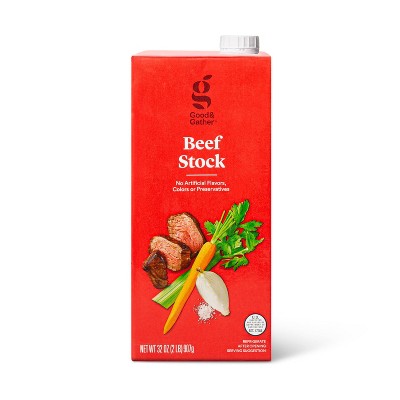 Good&
Gather™
Beef
Stock
No Artificial Flavors,
Colors or Preservatives
NET WT 32 OZ (2 LB) 907g
REFRIGERATE
AFTER OPENING
SERVING SUGGESTION